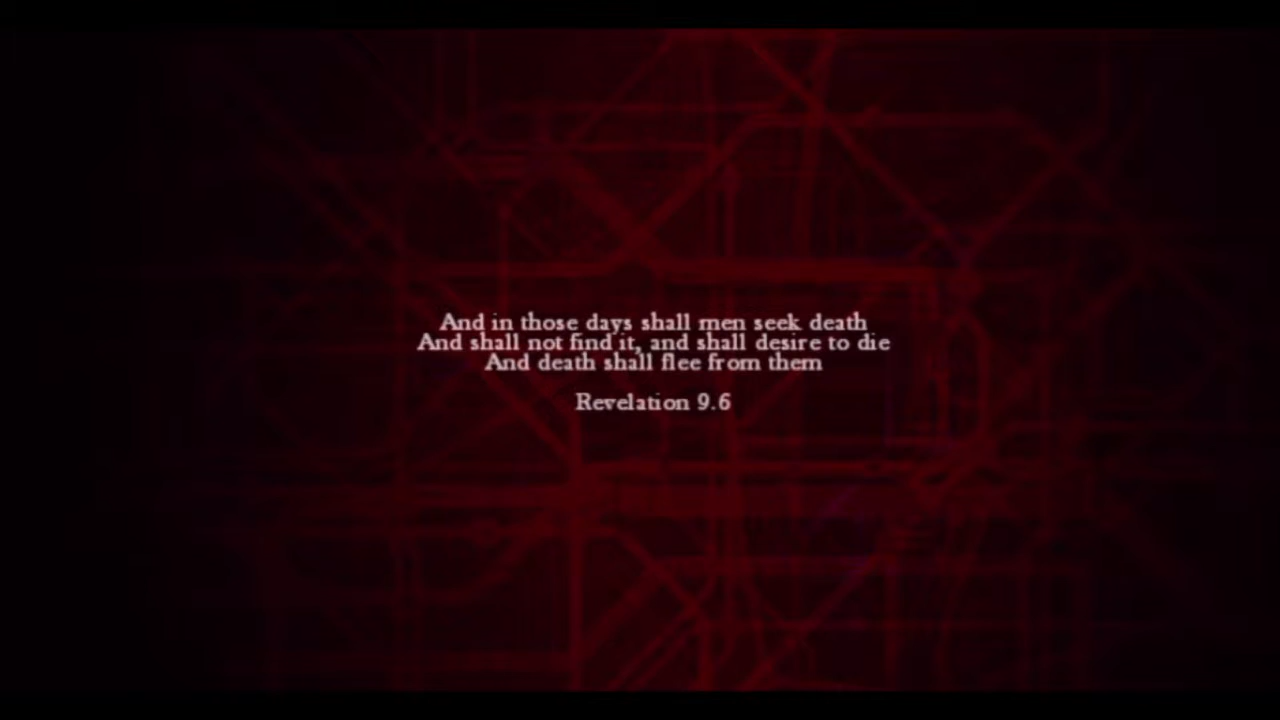 And in those days shall men seek death
And shall not find it, and shall desire to die
And death shall flee from them
Revelation 9.6